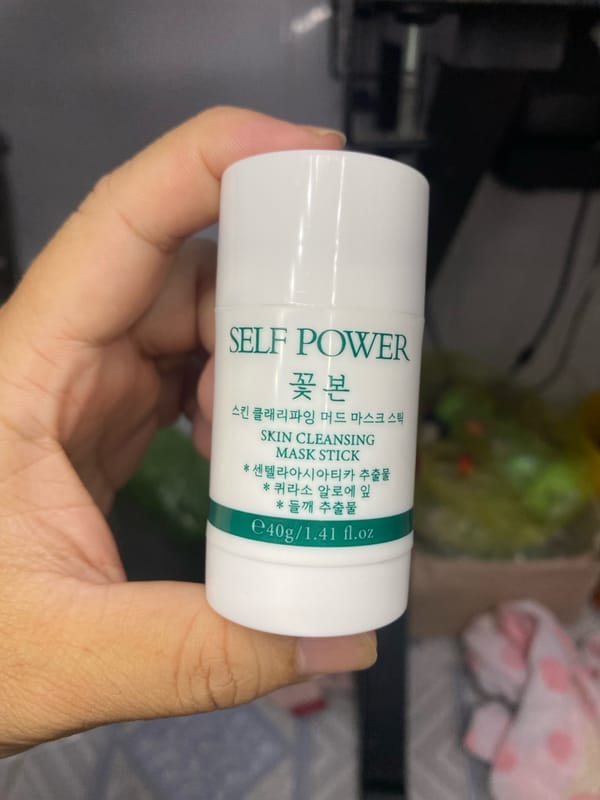 SELF POWER
꽃 본
스킨 클래리파잉 머드 마스크 스틱
SKIN CLEANSING
MASK STICK
* 센텔라아시아티카 추출물
* 퀴라소 알로에 잎
* 들깨 추출물
℮40g/1.41 fl.oz